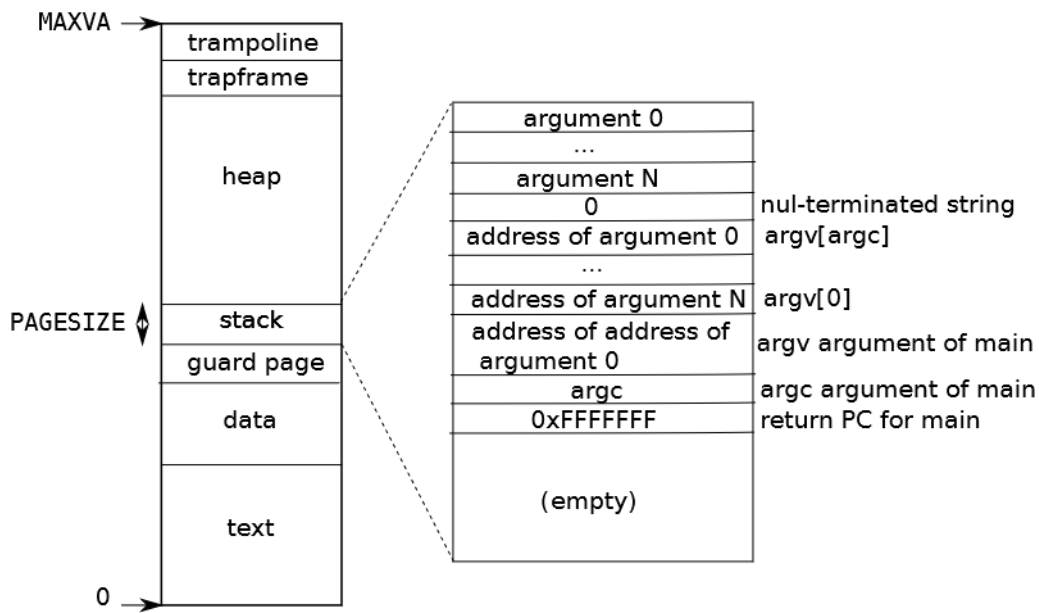 MAXVA
trampoline
trapframe
heap
PAGESIZE
stack
guard page
data
text
0
argument 0
...
argument N
0 nul-terminated string
address of argument 0 argv[argc]
...
address of argument N argv[0]
address of address of
argument 0
argv argument of main
argc argc argument of main
0xFFFFFFF return PC for main
(empty)